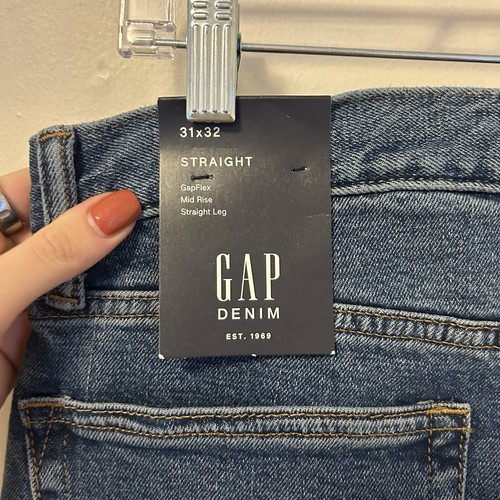 31x32
STRAIGHT
GapFlex
Mid Rise
Straight Leg
GAP
DENIM
EST. 1969